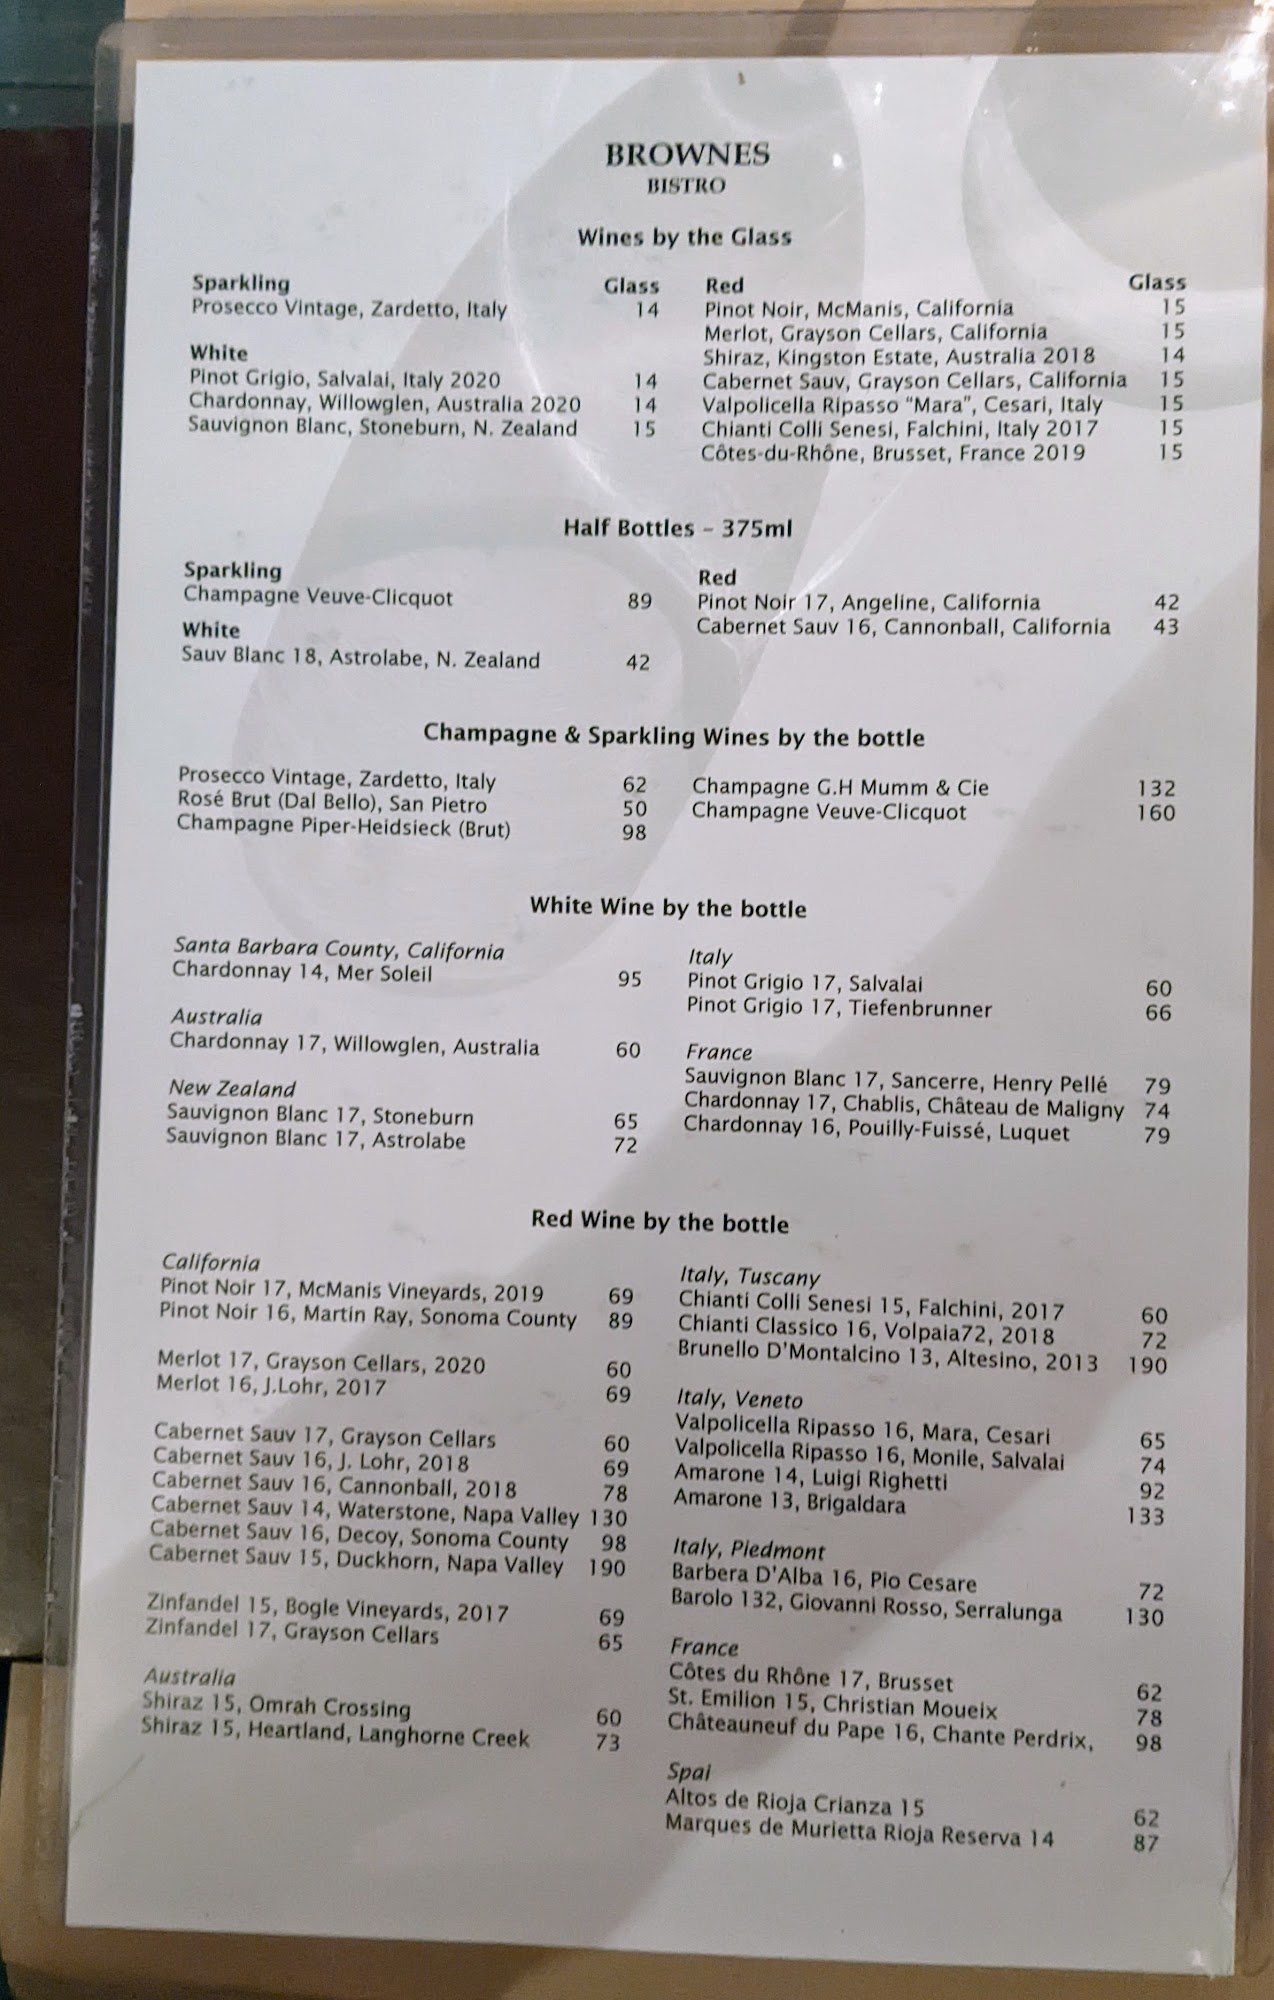 BROWNES
BISTRO
Wines by the Glass
Sparkling Glass
Prosecco Vintage, Zardetto, Italy 14
White
Pinot Grigio, Salvalai, Italy 2020 14
Chardonnay, Willowglen, Australia 2020 14
Sauvignon Blanc, Stoneburn, N. Zealand 15
Red Glass
Pinot Noir, McManis, California 15
Merlot, Grayson Cellars, California 15
Shiraz, Kingston Estate, Australia 2018 14
Cabernet Sauv, Grayson Cellars, California 15
Valpolicella Ripasso “Mara”, Cesari, Italy 15
Chianti Colli Senesi, Falchini, Italy 2017 15
Côtes-du-Rhône, Brusset, France 2019 15
Half Bottles – 375ml
Sparkling
Champagne Veuve-Clicquot 89
White
Sauv Blanc 18, Astrolabe, N. Zealand 42
Red
Pinot Noir 17, Angeline, California 42
Cabernet Sauv 16, Cannonball, California 43
Champagne & Sparkling Wines by the bottle
Prosecco Vintage, Zardetto, Italy 62
Rosé Brut (Dal Bello), San Pietro 50
Champagne Piper-Heidsieck (Brut) 98
Champagne G.H Mumm & Cie 132
Champagne Veuve-Clicquot 160
White Wine by the bottle
Santa Barbara County, California
Chardonnay 14, Mer Soleil 95
Australia
Chardonnay 17, Willowglen, Australia 60
New Zealand
Sauvignon Blanc 17, Stoneburn 65
Sauvignon Blanc 17, Astrolabe 72
Italy
Pinot Grigio 17, Salvalai 60
Pinot Grigio 17, Tiefenbrunner 66
France
Sauvignon Blanc 17, Sancerre, Henry Pellé 79
Chardonnay 17, Chablis, Château de Maligny 74
Chardonnay 16, Pouilly-Fuissé, Luquet 79
Red Wine by the bottle
California
Pinot Noir 17, McManis Vineyards, 2019 69
Pinot Noir 16, Martin Ray, Sonoma County 89
Merlot 17, Grayson Cellars, 2020 60
Merlot 16, J.Lohr, 2017 69
Cabernet Sauv 17, Grayson Cellars 60
Cabernet Sauv 16, J. Lohr, 2018 69
Cabernet Sauv 16, Cannonball, 2018 78
Cabernet Sauv 14, Waterstone, Napa Valley 130
Cabernet Sauv 16, Decoy, Sonoma County 98
Cabernet Sauv 15, Duckhorn, Napa Valley 190
Zinfandel 15, Bogle Vineyards, 2017 69
Zinfandel 17, Grayson Cellars 65
Australia
Shiraz 15, Omrah Crossing 60
Shiraz 15, Heartland, Langhorne Creek 73
Italy, Tuscany
Chianti Colli Senesi 15, Falchini, 2017 60
Chianti Classico 16, Volpaia72, 2018 72
Brunello D'Montalcino 13, Altesino, 2013 190
Italy, Veneto
Valpolicella Ripasso 16, Mara, Cesari 65
Valpolicella Ripasso 16, Monile, Salvalai 74
Amarone 14, Luigi Righetti 92
Amarone 13, Brigaldara 133
Italy, Piedmont
Barbera D'Alba 16, Pio Cesare 72
Barolo 132, Giovanni Rosso, Serralunga 130
France
Côtes du Rhône 17, Brusset 62
St. Emilion 15, Christian Moueix 78
Châteauneuf du Pape 16, Chante Perdrix, 98
Spai
Altos de Rioja Crianza 15 62
Marques de Murietta Rioja Reserva 14 87